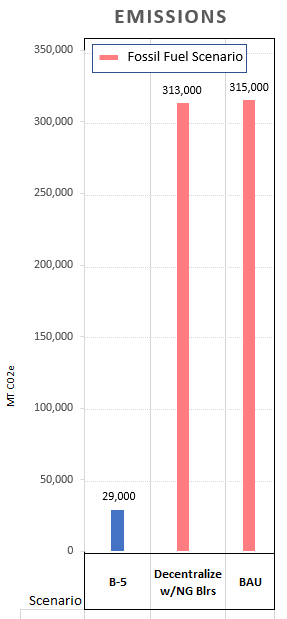 EMISSIONS
350,000
Fossil Fuel Scenario
313,000
315,000
300,000
250,000
200,000
150,000
100,000
50,000
29,000
0
MT CO2e
Scenario
B-5
Decentralize
w/NG Blrs
BAU